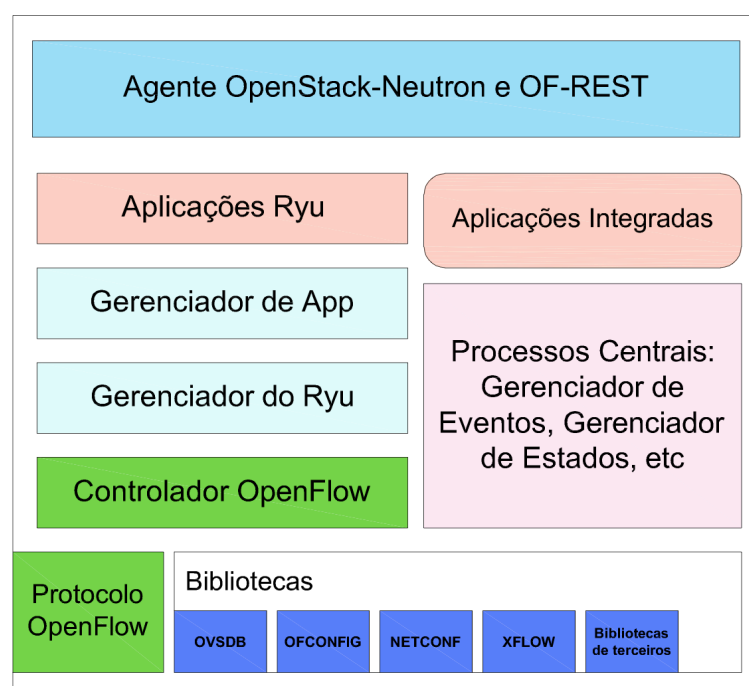 Agente OpenStack-Neutron e OF-REST
Aplicações Ryu
Aplicações Integradas
Gerenciador de App
Gerenciador do Ryu
Controlador OpenFlow
Processos Centrais:
Gerenciador de
Eventos, Gerenciador
de Estados, etc
Protocolo
OpenFlow
Bibliotecas
OVSDB
OFCONFIG
NETCONF
XFLOW
Bibliotecas
de terceiros